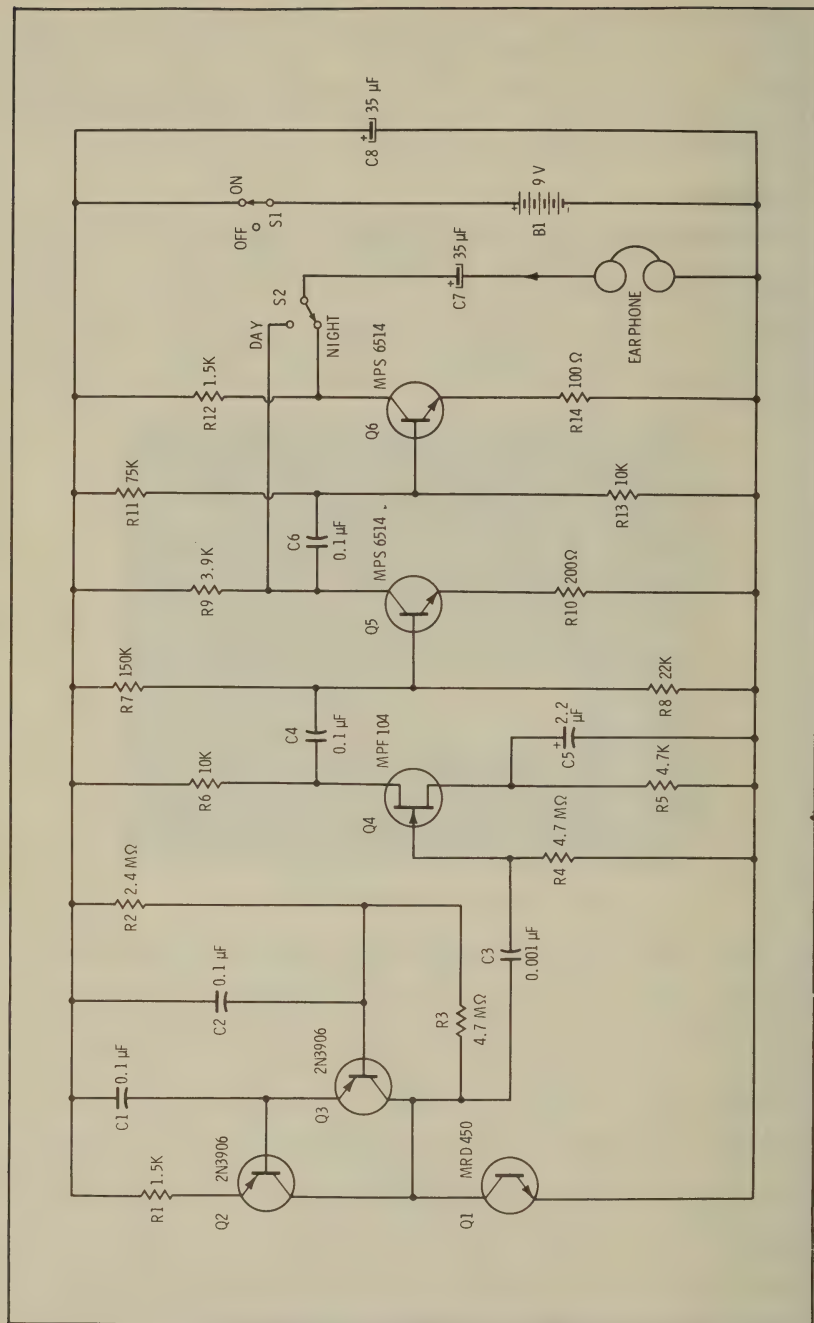 C8
+
35 µF
ON
OFF
S1
+
B1
9 V
-
S2
DAY
NIGHT
C7
+
35 µF
EARPHONE
R12
1.5K
MPS 6514
Q6
R14
100 Ω
R11
75K
C6
0.1 µF
R13
10K
R9
3.9K
MPS 6514
Q5
R10
200Ω
R7
150K
C4
0.1 µF
R8
22K
R6
10K
MPF 104
Q4
C5
+
2.2
µF
R5
4.7K
R4
4.7 MΩ
R2
2.4 MΩ
C3
0.001 µF
C2
0.1 µF
R3
4.7 MΩ
C1
0.1 µF
2N3906
Q3
R1
1.5K
2N3906
Q2
MRD 450
Q1